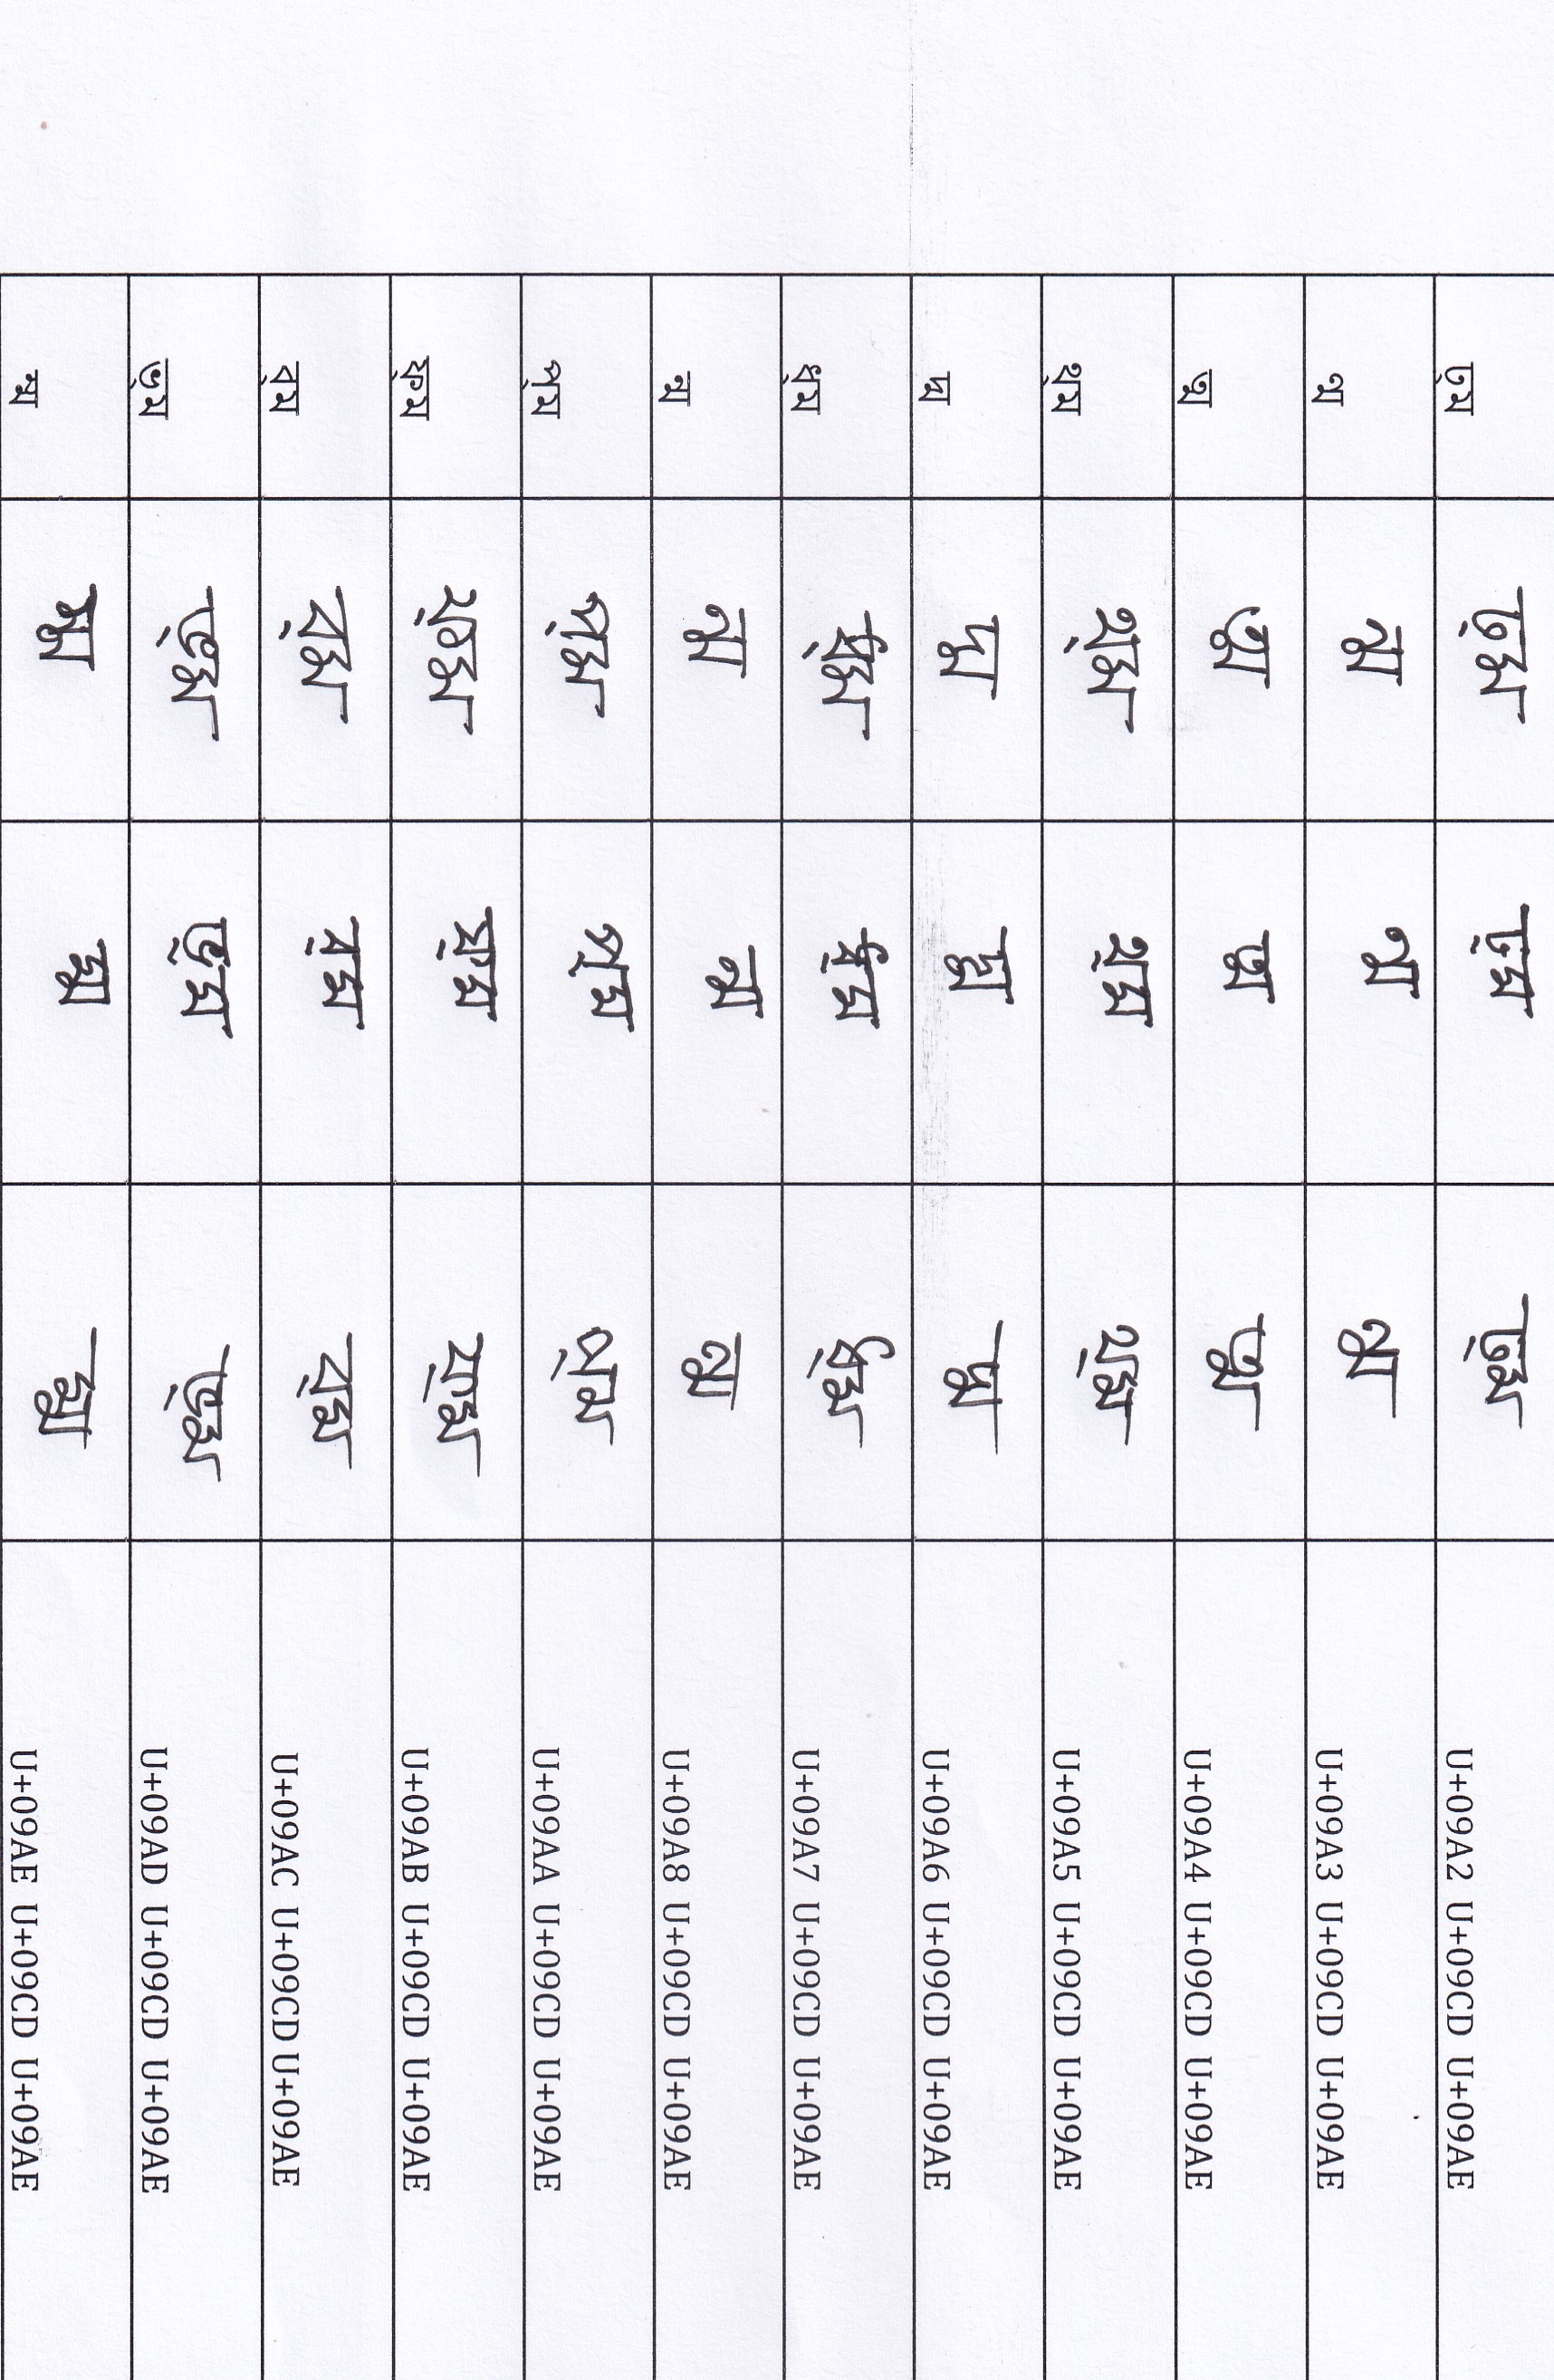 ঢ্ম ঢ্ম ঢ্ম ঢ্ম U+09A2 U+09CD U+09AE
ণ্ম ন্ম ণ্ম ন্ম U+09A3 U+09CD U+09AE
ত্ম ত্ম ত্ম ত্ম U+09A4 U+09CD U+09AE
থ্ম থ্ম থ্ম থ্ম U+09A5 U+09CD U+09AE
দ্ম দ্ম দ্ম দ্ম U+09A6 U+09CD U+09AE
ধ্ম ধ্ম ধ্ম ধ্ম U+09A7 U+09CD U+09AE
ন্ম ন্ম ন্ম ন্ম U+09A8 U+09CD U+09AE
প্ম প্ম প্ম প্ম U+09AA U+09CD U+09AE
ফ্ম ফ্ম ফ্ম ফ্ম U+09AB U+09CD U+09AE
ব্ম ব্ম ব্ম ব্ম U+09AC U+09CD U+09AE
ভ্ম ভ্ম ভ্ম ভ্ম U+09AD U+09CD U+09AE
ম্ম ম্ম ম্ম ম্ম U+09AE U+09CD U+09AE